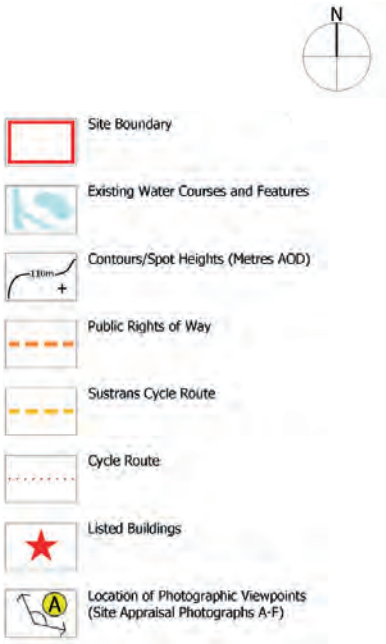 N
Site Boundary
Existing Water Courses and Features
110m
+
Contours/Spot Heights (Metres AOD)
Public Rights of Way
Sustrans Cycle Route
Cycle Route
Listed Buildings
A
Location of Photographic Viewpoints
(Site Appraisal Photographs A-F)